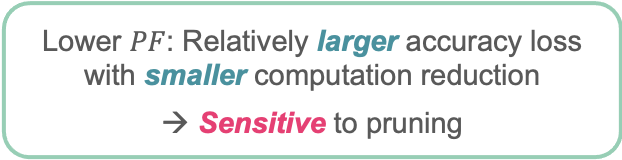 Lower PF: Relatively larger accuracy loss
with smaller computation reduction
→ Sensitive to pruning